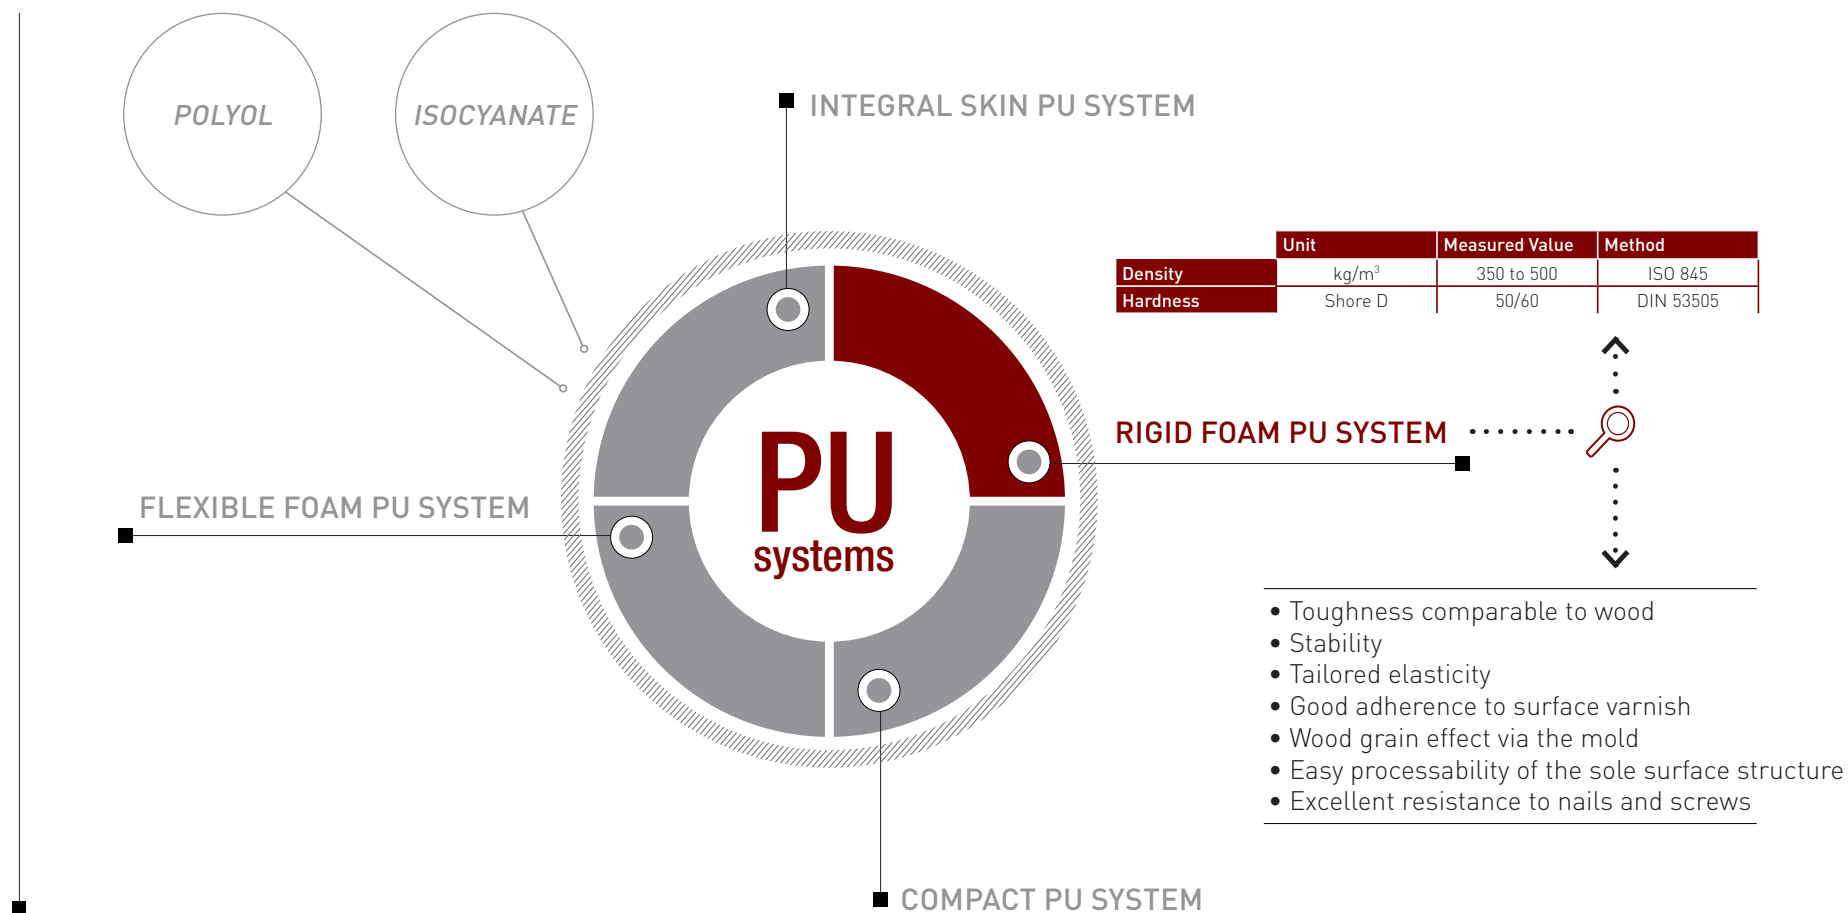 POLYOL
ISOCYANATE
INTEGRAL SKIN PU SYSTEM
Unit Measured Value Method
Density kg/m³ 350 to 500 ISO 845
Hardness Shore D 50/60 DIN 53505
RIGID FOAM PU SYSTEM
FLEXIBLE FOAM PU SYSTEM
PU
systems
• Toughness comparable to wood
• Stability
• Tailored elasticity
• Good adherence to surface varnish
• Wood grain effect via the mold
• Easy processability of the sole surface structure
• Excellent resistance to nails and screws
COMPACT PU SYSTEM